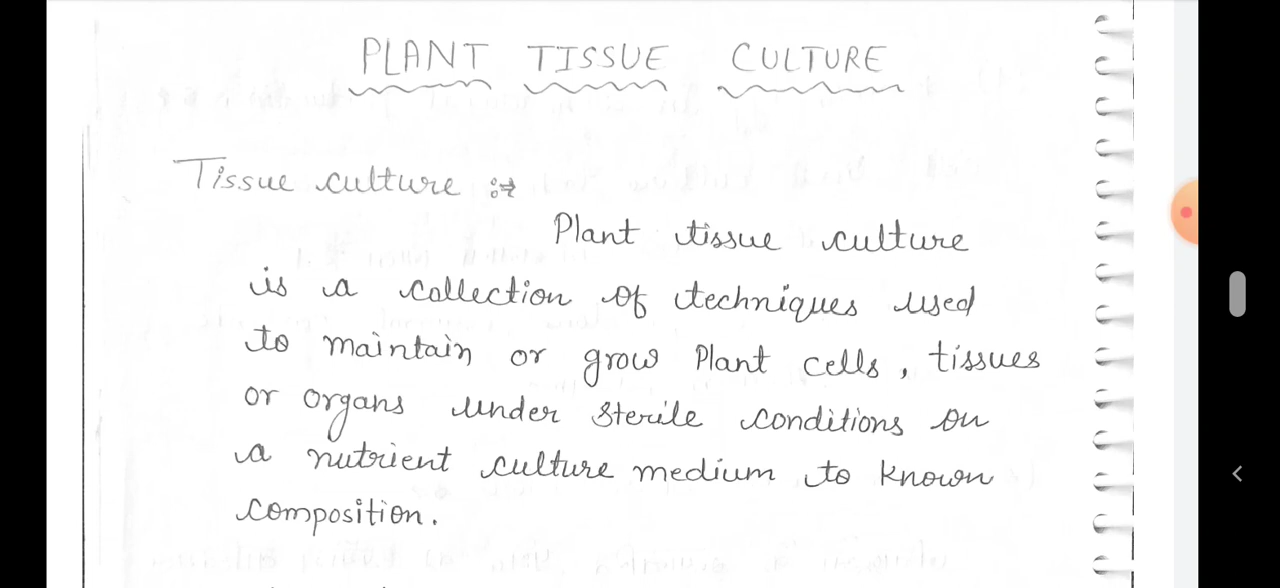 PLANT TISSUE CULTURE
Tissue culture :→
Plant tissue culture
is a collection of techniques used
to maintain or grow Plant cells, tissues
or organs under sterile conditions on
a nutrient culture medium to known
composition.